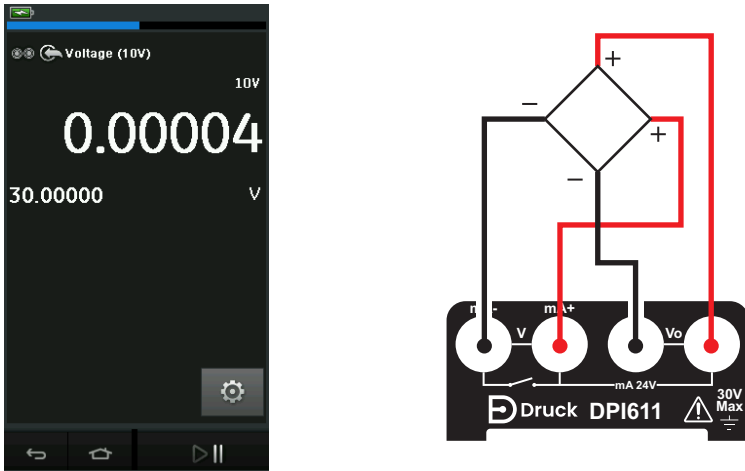 Voltage (10V)
10V
0.00004
30.00000 V
+
−
+
−
mA+
V
Vo
mA 24V
Druck DPI611
30V
Max